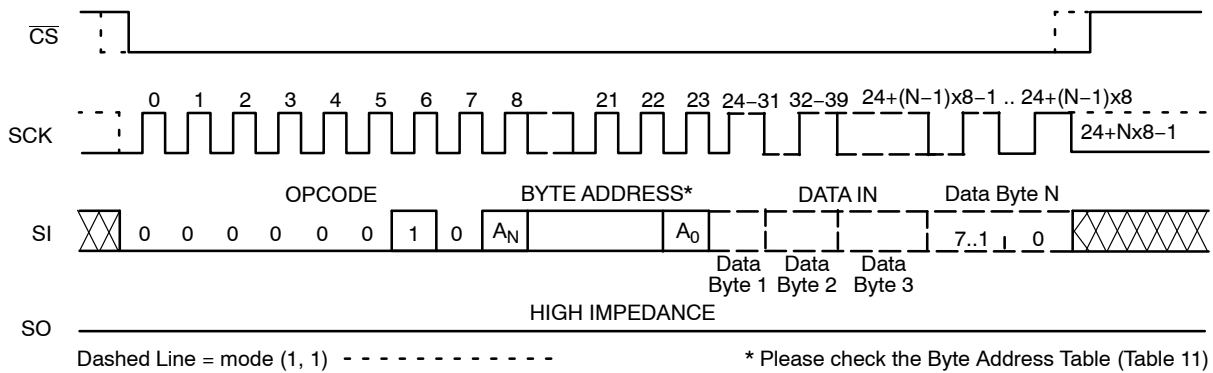 CS
0 1 2 3 4 5 6 7 8 21 22 23 24–31 32–39 24+(N–1)x8–1 .. 24+(N–1)x8
SCK
24+Nx8–1
OPCODE BYTE ADDRESS* DATA IN Data Byte N
SI 0 0 0 0 0 0 1 0 AN A0 7..1 0
Data Byte 1 Data Byte 2 Data Byte 3
HIGH IMPEDANCE
SO
Dashed Line = mode (1, 1) * Please check the Byte Address Table (Table 11)